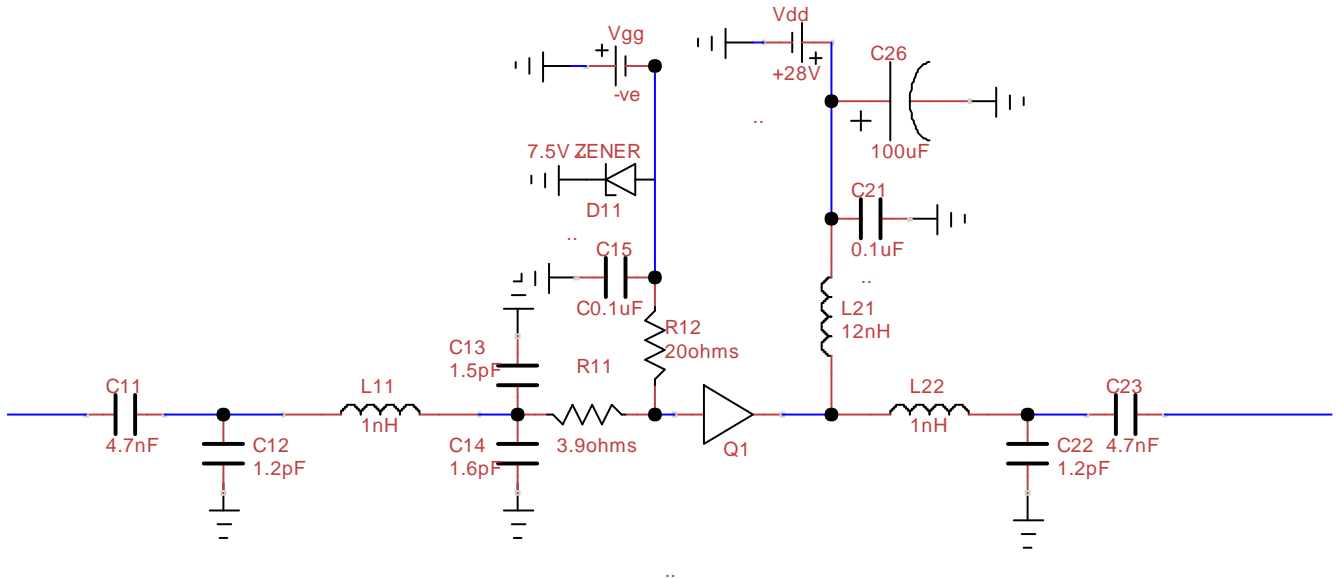 Vgg
+
-ve
Vdd
+
+28V
C26
+
100uF
..
7.5V ZENER
D11
..
C21
0.1uF
C15
C0.1uF
..
L21
12nH
R12
20ohms
C13
1.5pF
R11
3.9ohms
C11
4.7nF
L11
1nH
C12
1.2pF
C14
1.6pF
Q1
L22
1nH
C23
4.7nF
C22
1.2pF
..